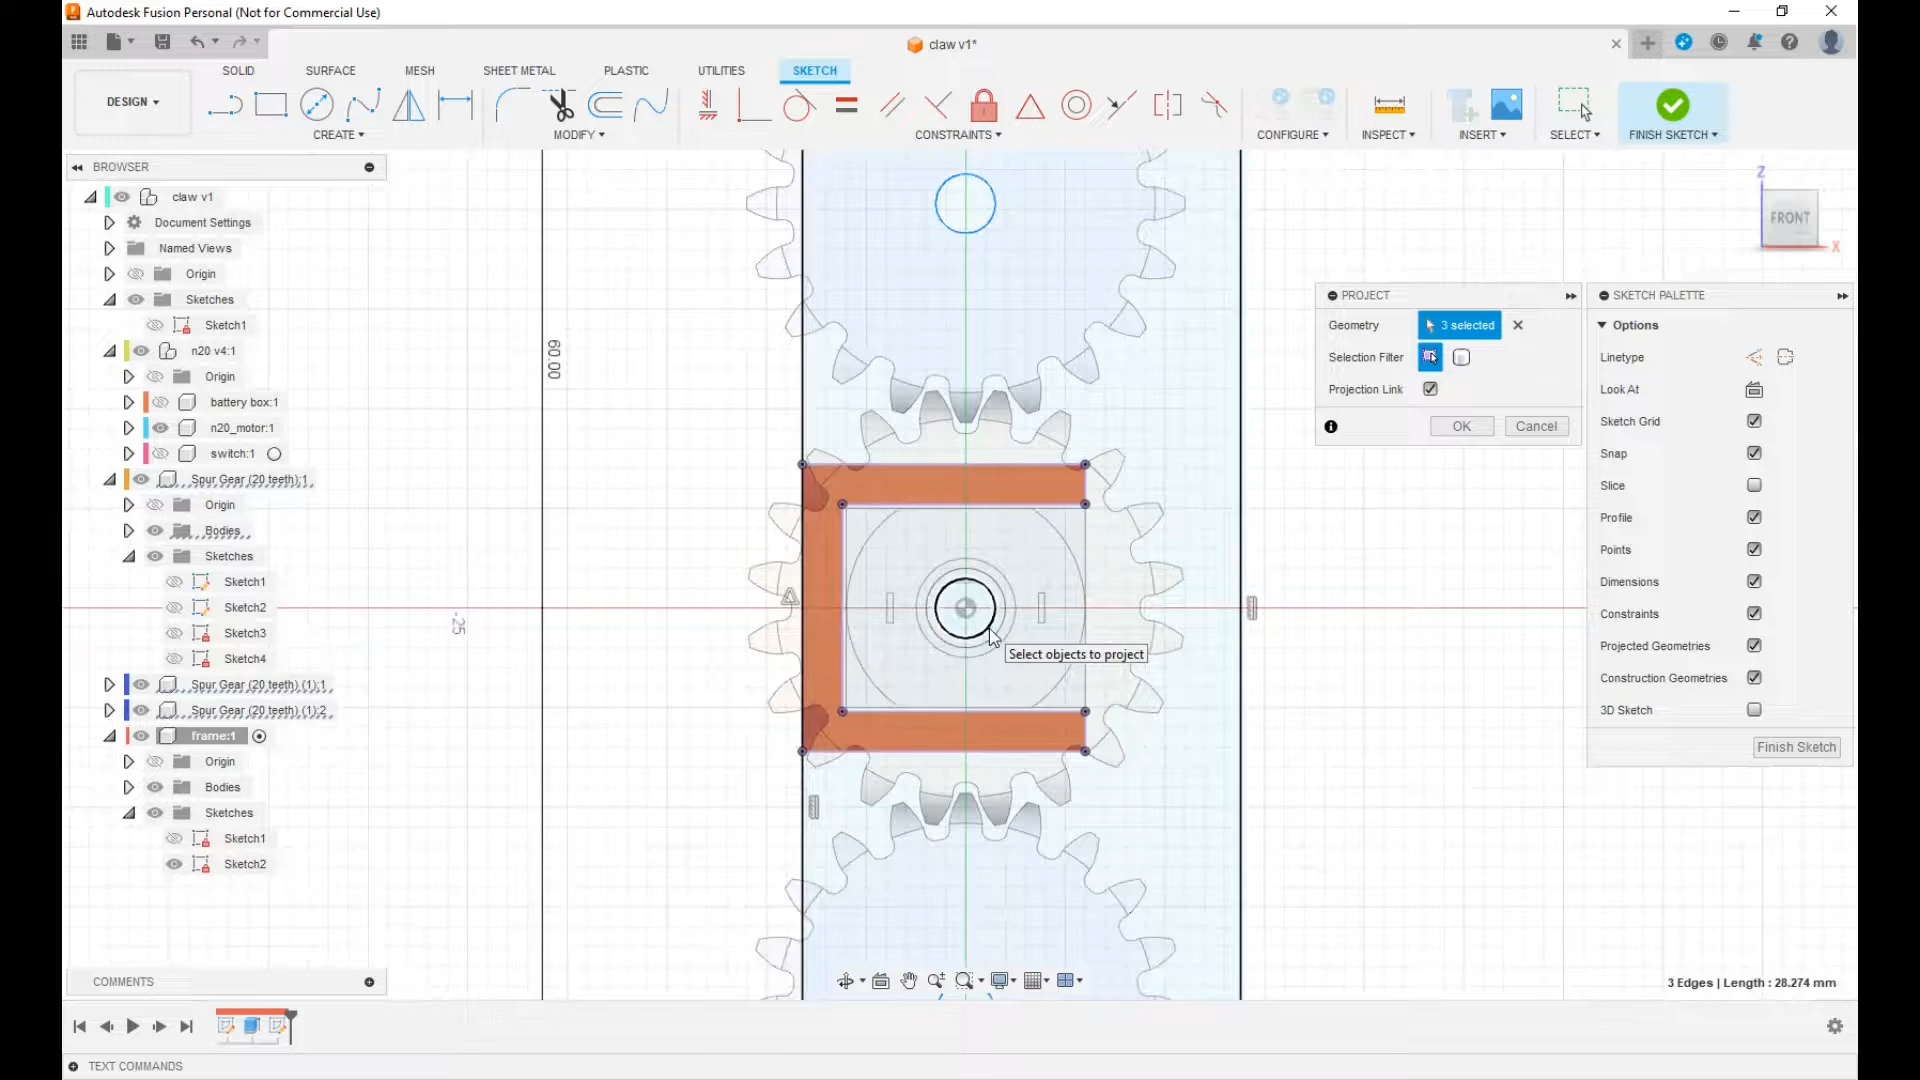 Autodesk Fusion Personal (Not for Commercial Use)
claw v1*
SOLID SURFACE MESH SHEET METAL PLASTIC UTILITIES SKETCH
DESIGN
CREATE MODIFY CONSTRAINTS CONFIGURE INSPECT INSERT SELECT FINISH SKETCH
BROWSER
claw v1
Document Settings
Named Views
Origin
Sketches
Sketch1
n20 v4:1
Origin
battery box:1
n20_motor:1
switch:1
Spur Gear (20 teeth):1
Origin
Bodies
Sketches
Sketch1
Sketch2
Sketch3
Sketch4
Spur Gear (20 teeth) (1):1
Spur Gear (20 teeth) (1):2
frame:1
Origin
Bodies
Sketches
Sketch1
Sketch2
COMMENTS
60.00
-25
Select objects to project
Z
FRONT
X
PROJECT
Geometry 3 selected
Selection Filter
Projection Link
OK Cancel
SKETCH PALETTE
Options
Linetype
Look At
Sketch Grid
Snap
Slice
Profile
Points
Dimensions
Constraints
Projected Geometries
Construction Geometries
3D Sketch
Finish Sketch
3 Edges | Length : 28.274 mm
TEXT COMMANDS